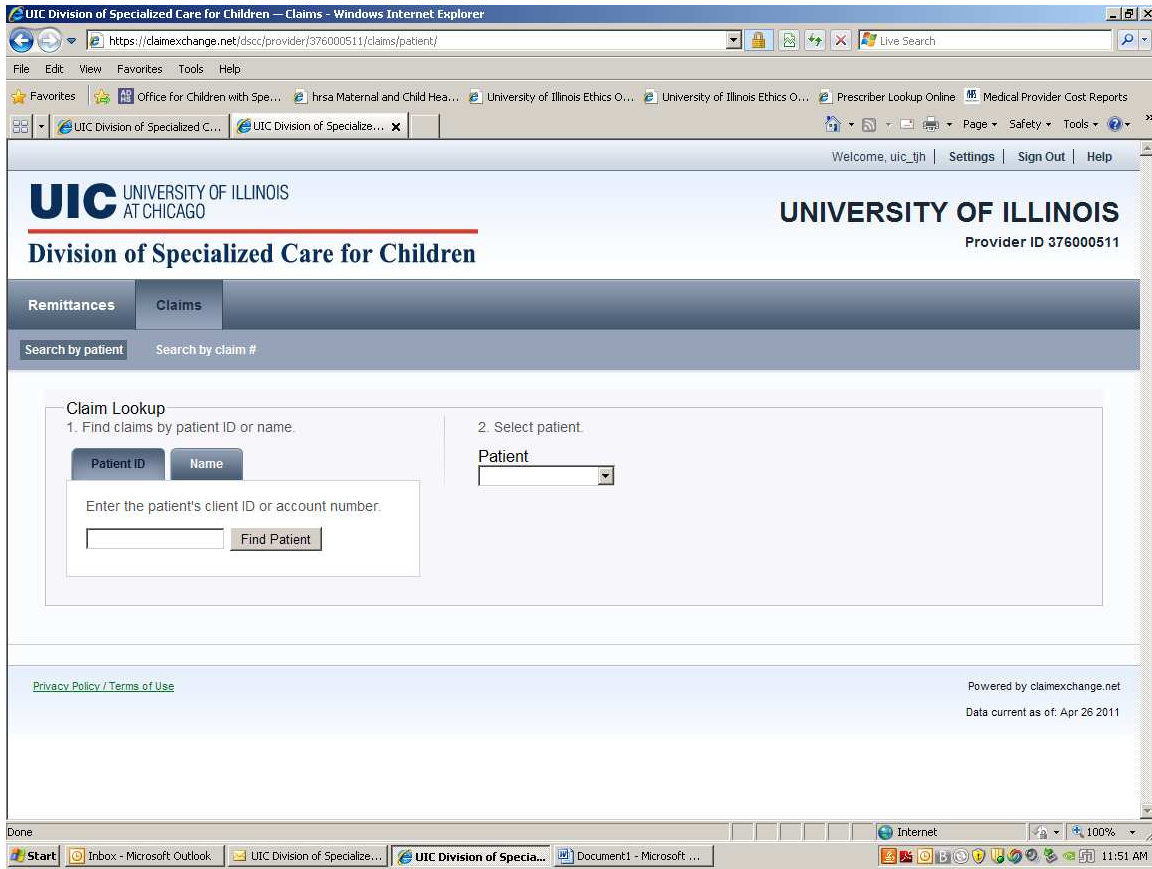 UIC Division of Specialized Care for Children — Claims - Windows Internet Explorer
https://claimexchange.net/dscc/provider/376000511/claims/patient/
Live Search
File Edit View Favorites Tools Help
Favorites Office for Children with Spe... hrsa Maternal and Child Hea... University of Illinois Ethics O... University of Illinois Ethics O... Prescriber Lookup Online Medical Provider Cost Reports
UIC Division of Specialized C... UIC Division of Specialize... Page Safety Tools
Welcome, uic_tjh Settings Sign Out Help
UIC UNIVERSITY OF ILLINOIS
AT CHICAGO
Division of Specialized Care for Children
UNIVERSITY OF ILLINOIS
Provider ID 376000511
Remittances Claims
Search by patient Search by claim #
Claim Lookup
1. Find claims by patient ID or name.
Patient ID Name
Enter the patient's client ID or account number.
Find Patient
2. Select patient.
Patient
Privacy Policy / Terms of Use
Powered by claimexchange.net
Data current as of: Apr 26 2011
Done Internet 100%
Start Inbox - Microsoft Outlook UIC Division of Specialize... UIC Division of Specia... Document1 - Microsoft ... 11:51 AM